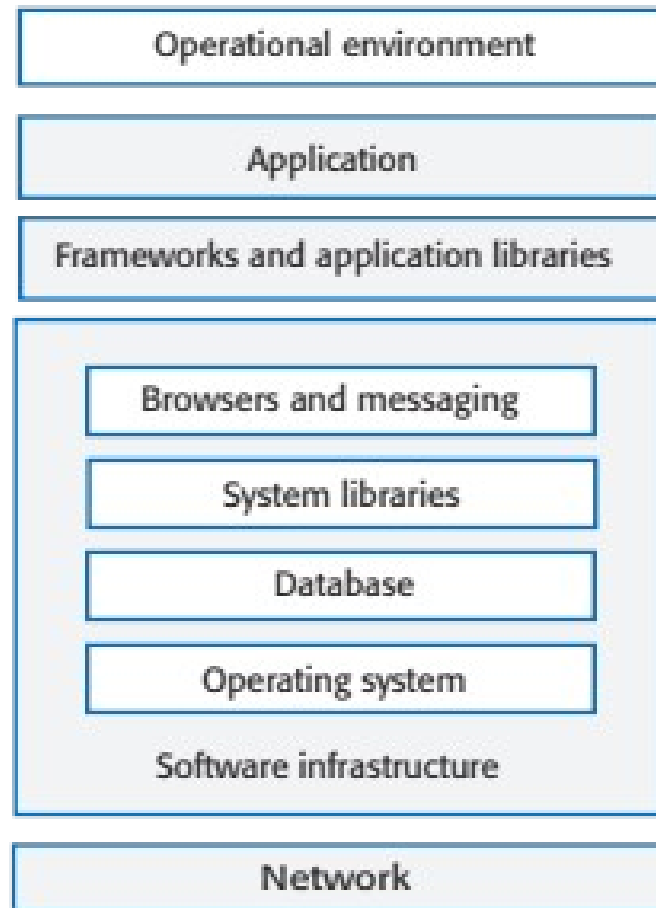 Operational environment
Application
Frameworks and application libraries
Browsers and messaging
System libraries
Database
Operating system
Software infrastructure
Network